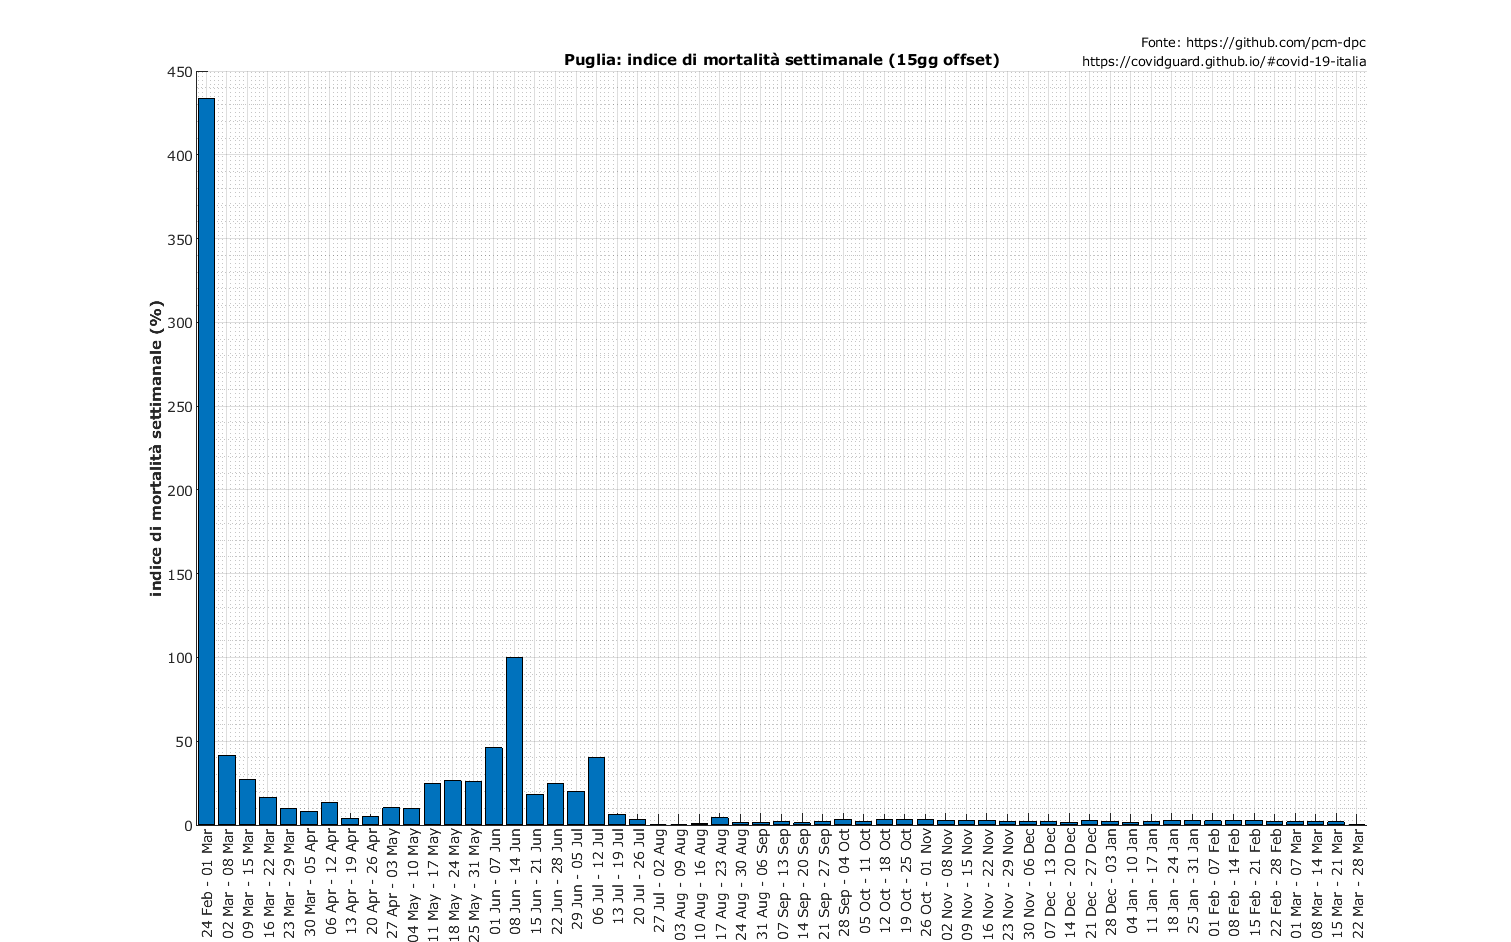 Fonte: https://github.com/pcm-dpc
Puglia: indice di mortalità settimanale (15gg offset)
https://covidguard.github.io/#covid-19-italia
indice di mortalità settimanale (%)
450
400
350
300
250
200
150
100
50
0
24 Feb - 01 Mar
02 Mar - 08 Mar
09 Mar - 15 Mar
16 Mar - 22 Mar
23 Mar - 29 Mar
30 Mar - 05 Apr
06 Apr - 12 Apr
13 Apr - 19 Apr
20 Apr - 26 Apr
27 Apr - 03 May
04 May - 10 May
11 May - 17 May
18 May - 24 May
25 May - 31 May
01 Jun - 07 Jun
08 Jun - 14 Jun
15 Jun - 21 Jun
22 Jun - 28 Jun
29 Jun - 05 Jul
06 Jul - 12 Jul
13 Jul - 19 Jul
20 Jul - 26 Jul
27 Jul - 02 Aug
03 Aug - 09 Aug
10 Aug - 16 Aug
17 Aug - 23 Aug
24 Aug - 30 Aug
31 Aug - 06 Sep
07 Sep - 13 Sep
14 Sep - 20 Sep
21 Sep - 27 Sep
28 Sep - 04 Oct
05 Oct - 11 Oct
12 Oct - 18 Oct
19 Oct - 25 Oct
26 Oct - 01 Nov
02 Nov - 08 Nov
09 Nov - 15 Nov
16 Nov - 22 Nov
23 Nov - 29 Nov
30 Nov - 06 Dec
07 Dec - 13 Dec
14 Dec - 20 Dec
21 Dec - 27 Dec
28 Dec - 03 Jan
04 Jan - 10 Jan
11 Jan - 17 Jan
18 Jan - 24 Jan
25 Jan - 31 Jan
01 Feb - 07 Feb
08 Feb - 14 Feb
15 Feb - 21 Feb
22 Feb - 28 Feb
01 Mar - 07 Mar
08 Mar - 14 Mar
15 Mar - 21 Mar
22 Mar - 28 Mar